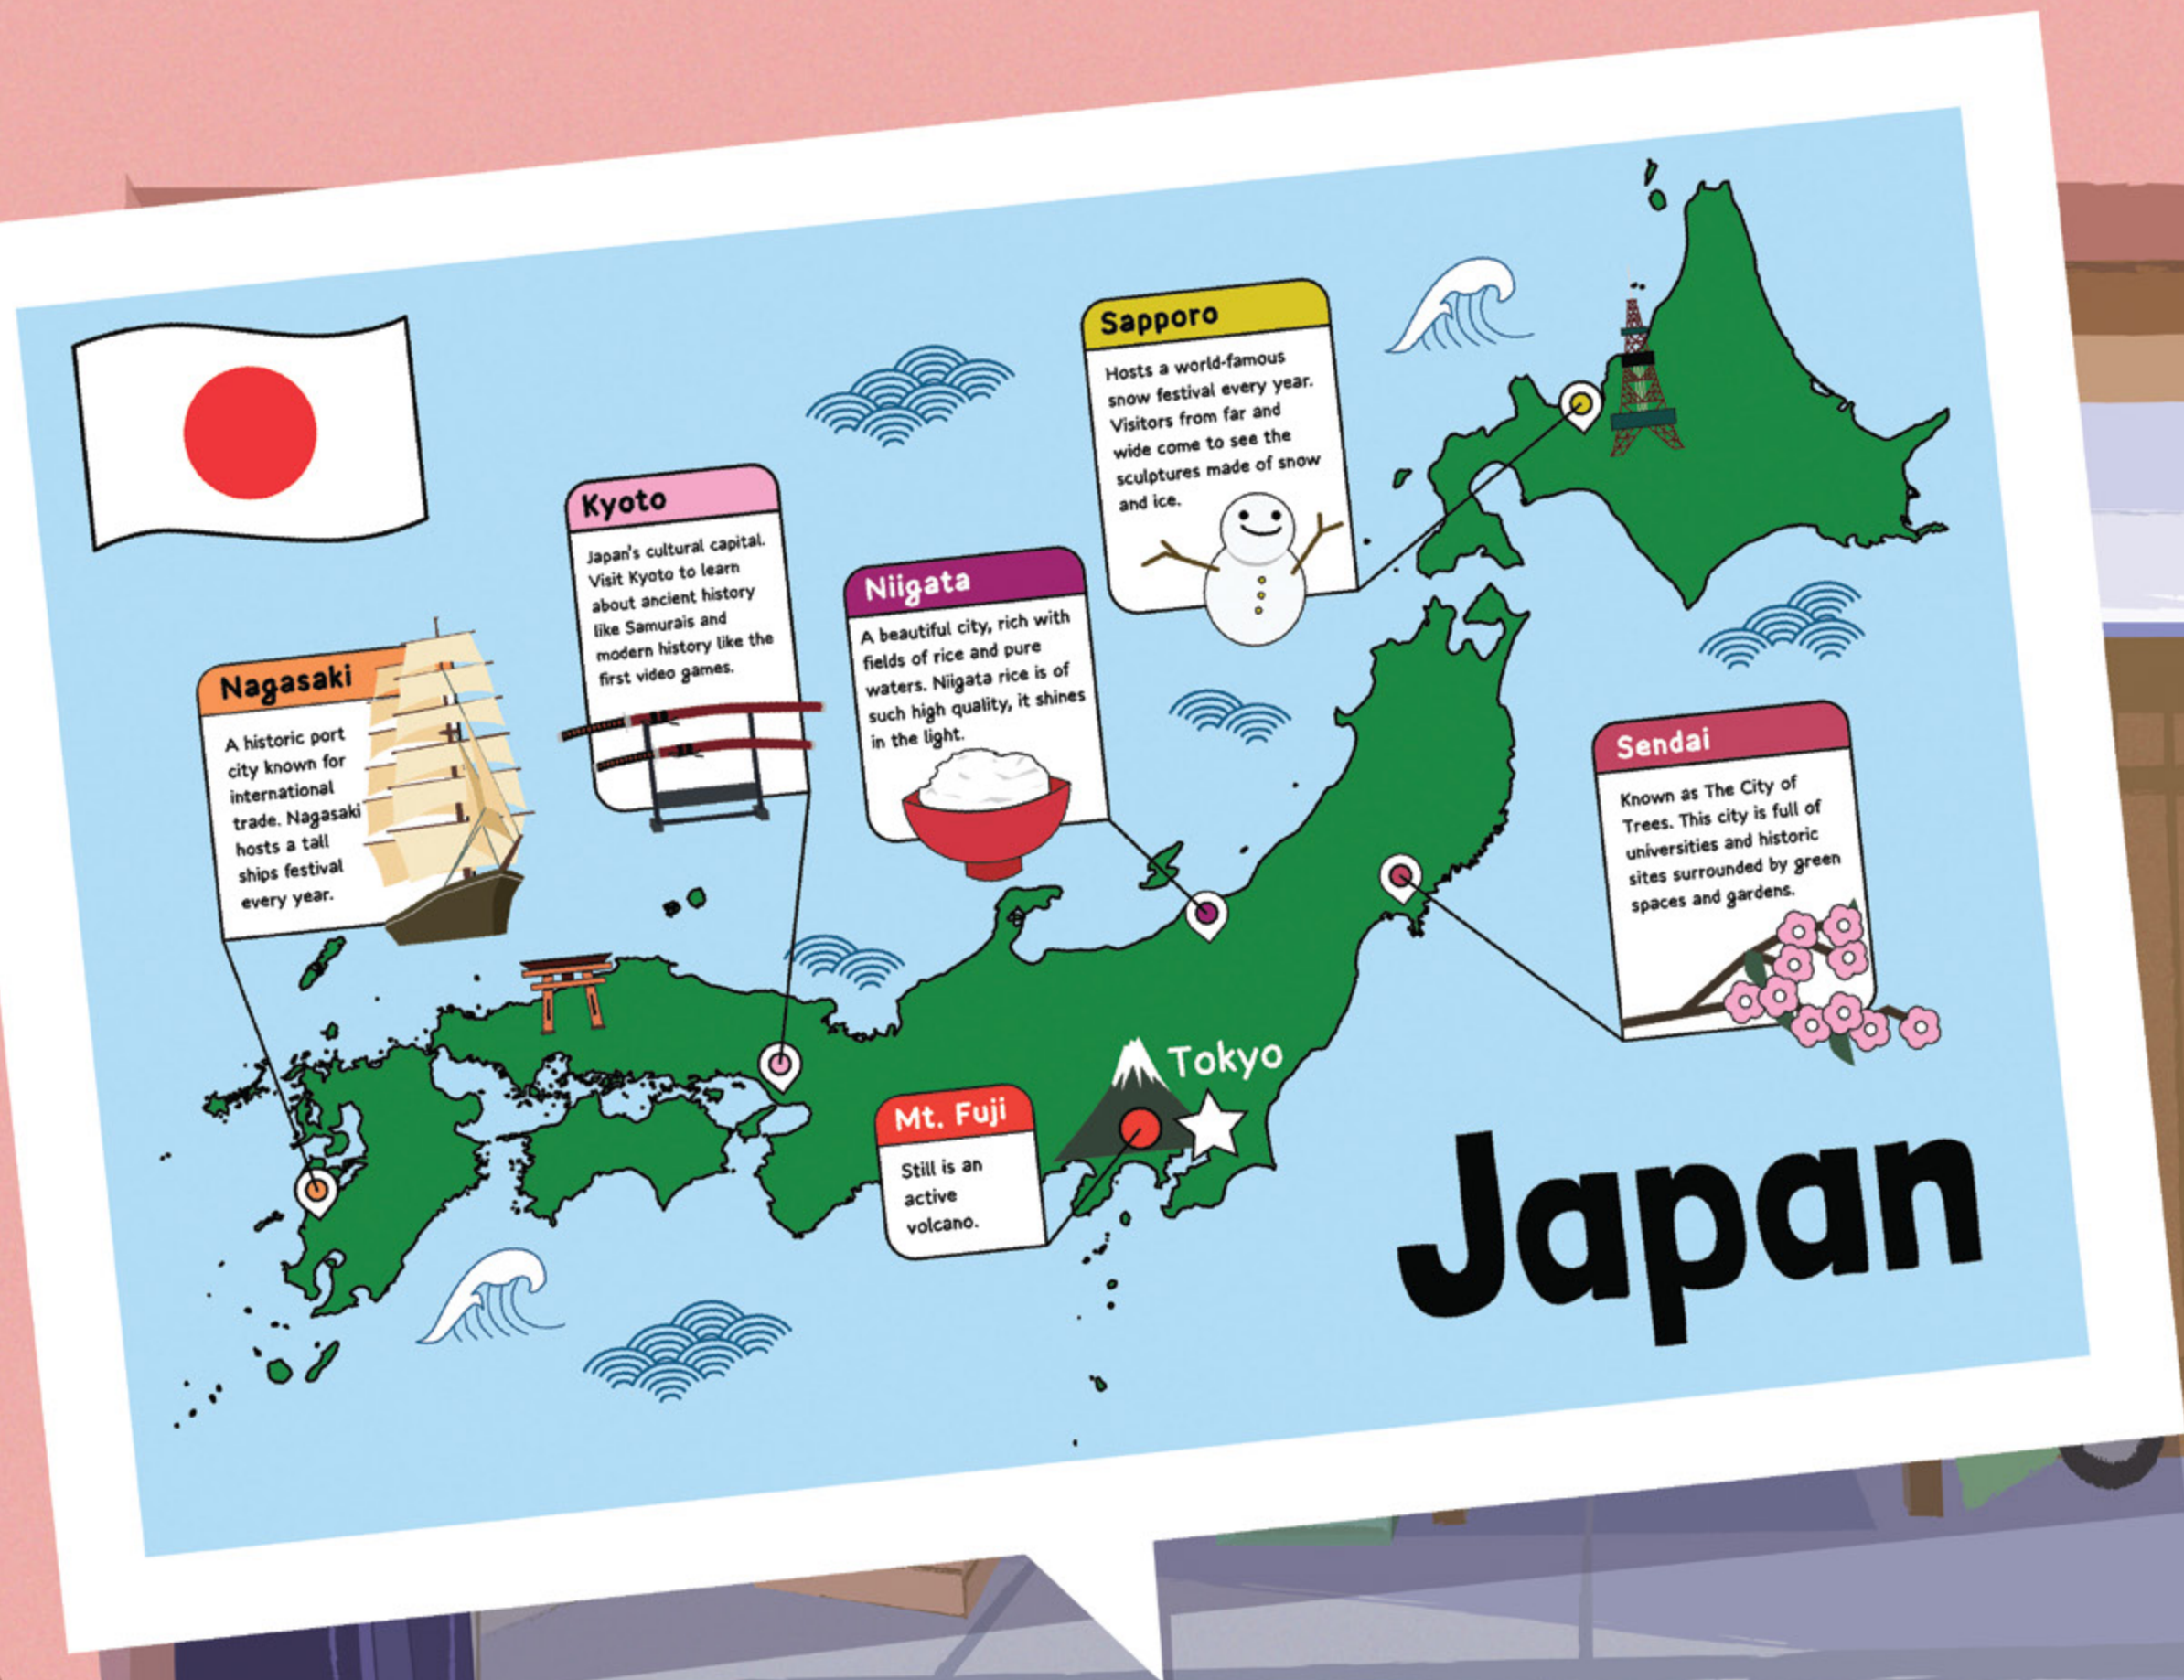 Sapporo
Hosts a world-famous
snow festival every year.
Visitors from far and
wide come to see the
sculptures made of snow
and ice.
Kyoto
Japan's cultural capital.
Visit Kyoto to learn
about ancient history
like Samurais and
modern history like the
first video games.
Niigata
A beautiful city, rich with
fields of rice and pure
waters. Niigata rice is of
such high quality, it shines
in the light.
Nagasaki
A historic port
city known for
international
trade. Nagasaki
hosts a tall
ships festival
every year.
Sendai
Known as The City of
Trees. This city is full of
universities and historic
sites surrounded by green
spaces and gardens.
Tokyo
Mt. Fuji
Still is an
active
volcano.
Japan